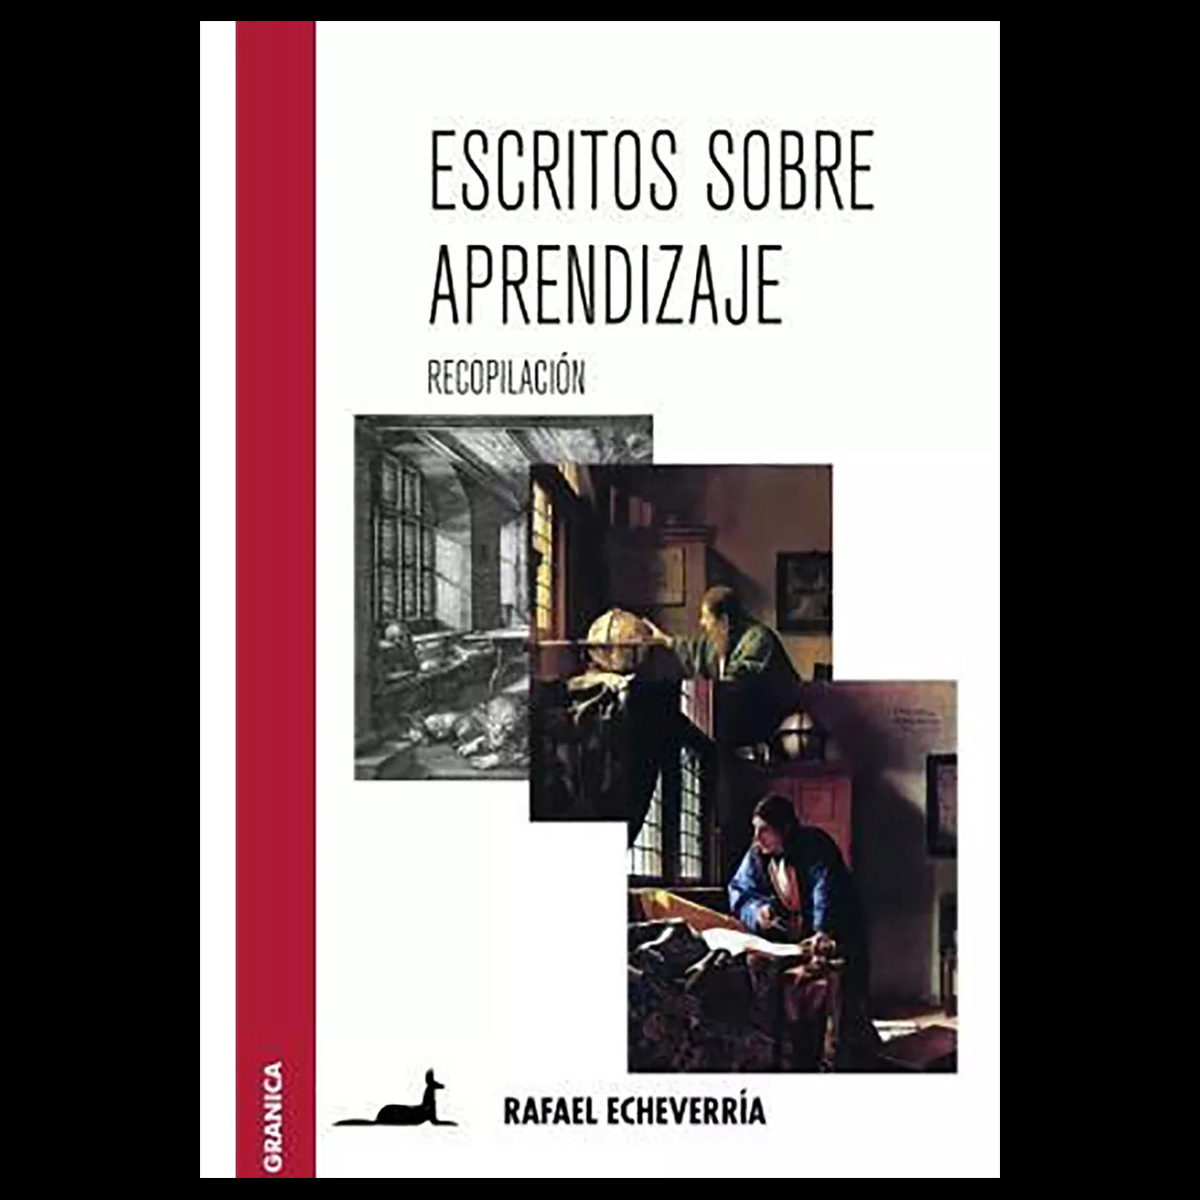 ESCRITOS SOBRE
APRENDIZAJE
RECOPILACIÓN
RAFAEL ECHEVERRÍA
GRANICA